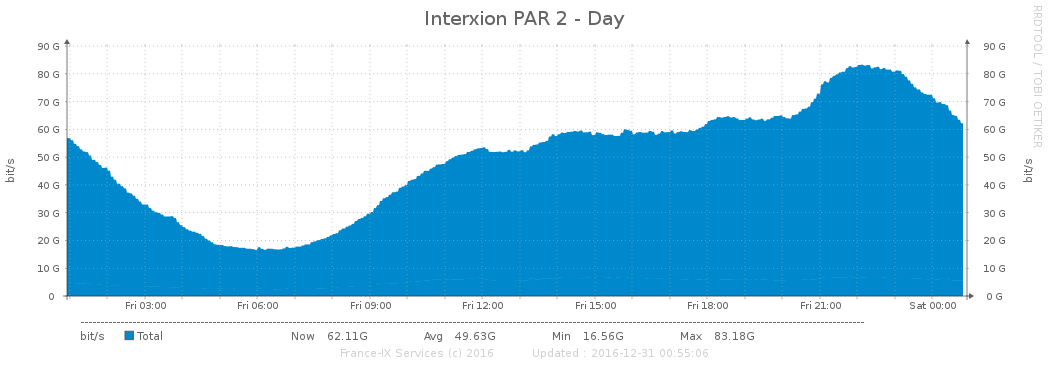 Interxion PAR 2 - Day
RRDTOOL / TOBI OETIKER
90 G 90 G
80 G 80 G
70 G 70 G
60 G 60 G
50 G 50 G
40 G 40 G
30 G 30 G
20 G 20 G
10 G 10 G
0 0 G
bit/s bit/s
Fri 03:00 Fri 06:00 Fri 09:00 Fri 12:00 Fri 15:00 Fri 18:00 Fri 21:00 Sat 00:00
bit/s Total Now 62.11G Avg 49.63G Min 16.56G Max 83.18G
France-IX Services (c) 2016 Updated : 2016-12-31 00:55:06